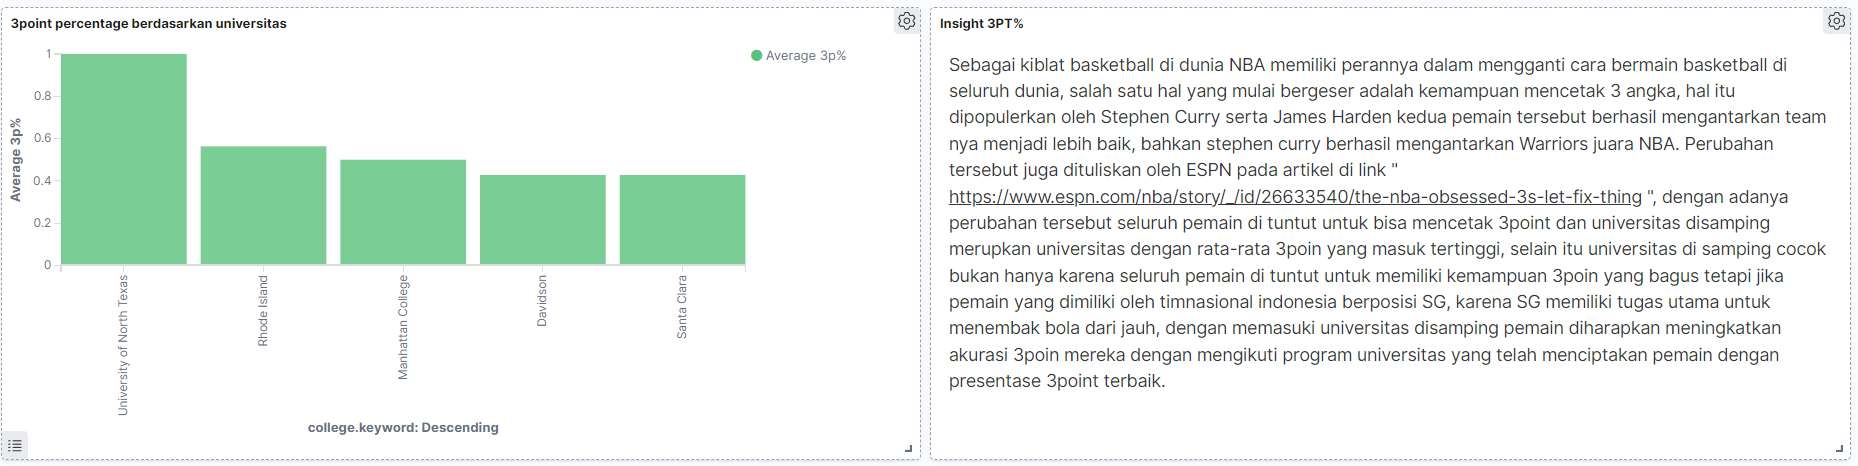 3point percentage berdasarkan universitas
Average 3p%
1
0.8
0.6
0.4
0.2
0
Average 3p%
University of North Texas
Rhode Island
Manhattan College
Davidson
Santa Clara
college.keyword: Descending
Insight 3PT%
Sebagai kiblat basketball di dunia NBA memiliki perannya dalam mengganti cara bermain basketball di
seluruh dunia, salah satu hal yang mulai bergeser adalah kemampuan mencetak 3 angka, hal itu
dipopulerkan oleh Stephen Curry serta James Harden kedua pemain tersebut berhasil mengantarkan team
nya menjadi lebih baik, bahkan stephen curry berhasil mengantarkan Warriors juara NBA. Perubahan
tersebut juga dituliskan oleh ESPN pada artikel di link "
https://www.espn.com/nba/story/_/id/26633540/the-nba-obsessed-3s-let-fix-thing ", dengan adanya
perubahan tersebut seluruh pemain di tuntut untuk bisa mencetak 3point dan universitas disamping
merupkan universitas dengan rata-rata 3poin yang masuk tertinggi, selain itu universitas di samping cocok
bukan hanya karena seluruh pemain di tuntut untuk memiliki kemampuan 3poin yang bagus tetapi jika
pemain yang dimiliki oleh timnasional indonesia berposisi SG, karena SG memiliki tugas utama untuk
menembak bola dari jauh, dengan memasuki universitas disamping pemain diharapkan meningkatkan
akurasi 3poin mereka dengan mengikuti program universitas yang telah menciptakan pemain dengan
presentase 3point terbaik.